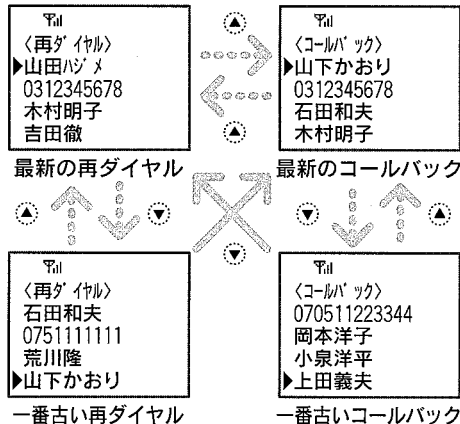 〈再ダイヤル〉
▶山田ハジメ
0312345678
木村明子
吉田徹
最新の再ダイヤル
〈コールバック〉
▶山下かおり
0312345678
石田和夫
木村明子
最新のコールバック
〈再ダイヤル〉
石田和夫
0751111111
荒川隆
▶山下かおり
一番古い再ダイヤル
〈コールバック〉
070511223344
岡本洋子
小泉洋平
▶上田義夫
一番古いコールバック